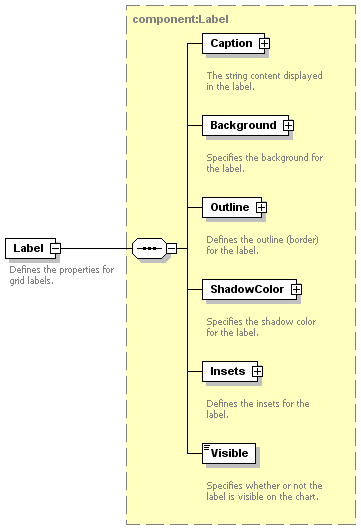 component:Label
Caption
The string content displayed
in the label.
Background
Specifies the background for
the label.
Outline
Defines the outline (border)
for the label.
Label
Defines the properties for
grid labels.
ShadowColor
Specifies the shadow color
for the label.
Insets
Defines the insets for the
label.
Visible
Specifies whether or not the
label is visible on the chart.